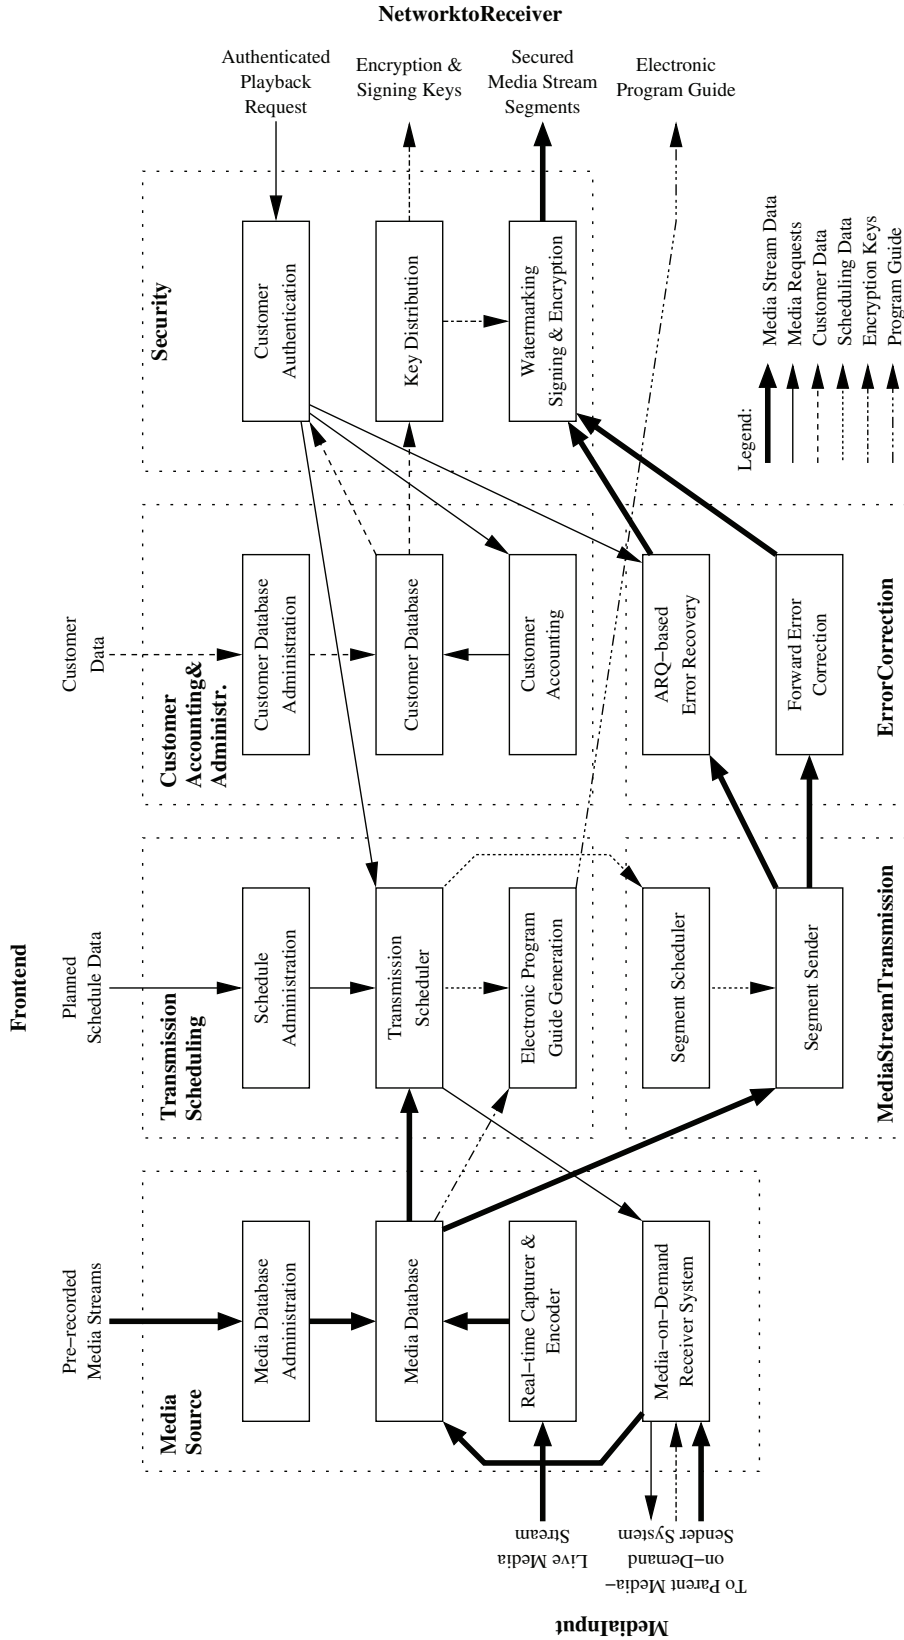 NetworktoReceiver
Authenticated
Playback
Request
Encryption &
Signing Keys
Secured
Media Stream
Segments
Electronic
Program Guide
Security
Customer
Authentication
Key Distribution
Watermarking
Signing & Encryption
Legend:
Media Stream Data
Media Requests
Customer Data
Scheduling Data
Encryption Keys
Program Guide
Customer
Data
Customer
Accounting&
Administr.
Customer Database
Administration
Customer Database
Customer
Accounting
ARQ−based
Error Recovery
Forward Error
Correction
ErrorCorrection
Frontend
Planned
Schedule Data
Transmission
Scheduling
Schedule
Administration
Transmission
Scheduler
Electronic Program
Guide Generation
Segment Scheduler
Segment Sender
MediaStreamTransmission
Pre−recorded
Media Streams
Media
Source
Media Database
Administration
Media Database
Real−time Capturer &
Encoder
Media−on−Demand
Receiver System
Live Media
Stream
To Parent Media−
on−Demand
Sender System
MediaInput